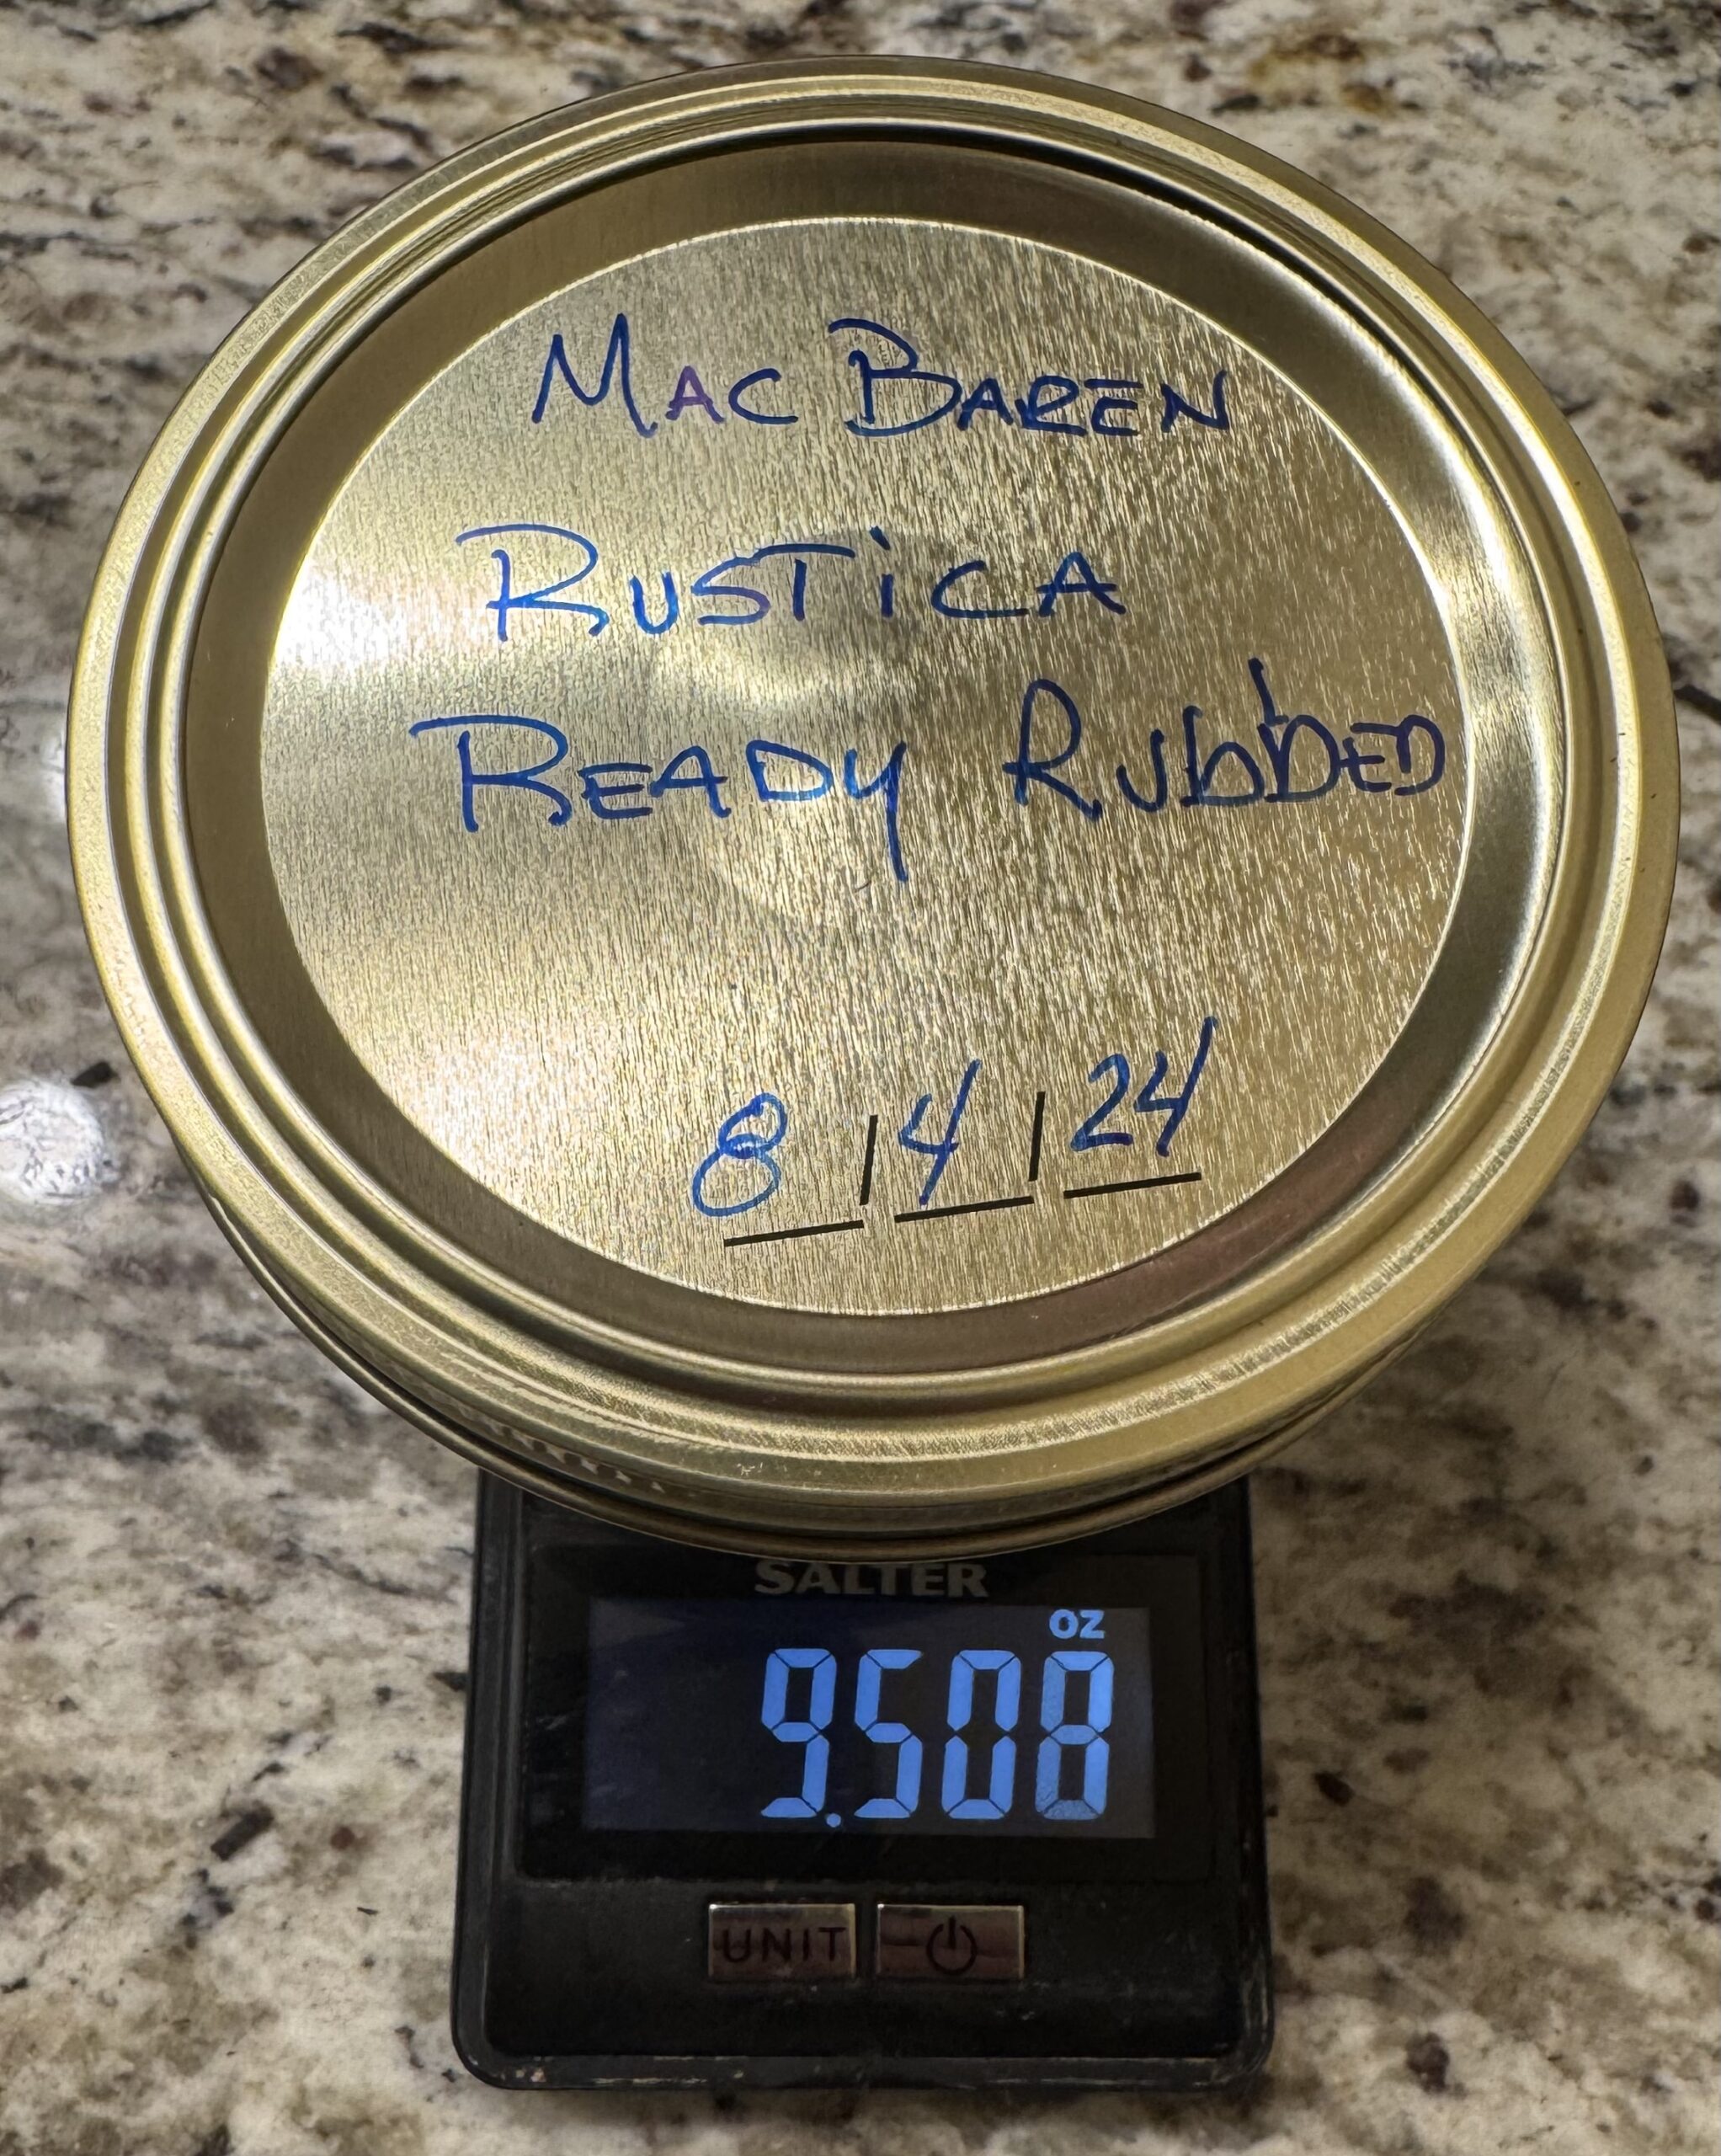 MAC BAREN
RUSTiCA
READY RUbbED
8/4/24
SALTER
OZ
9.508
UNIT